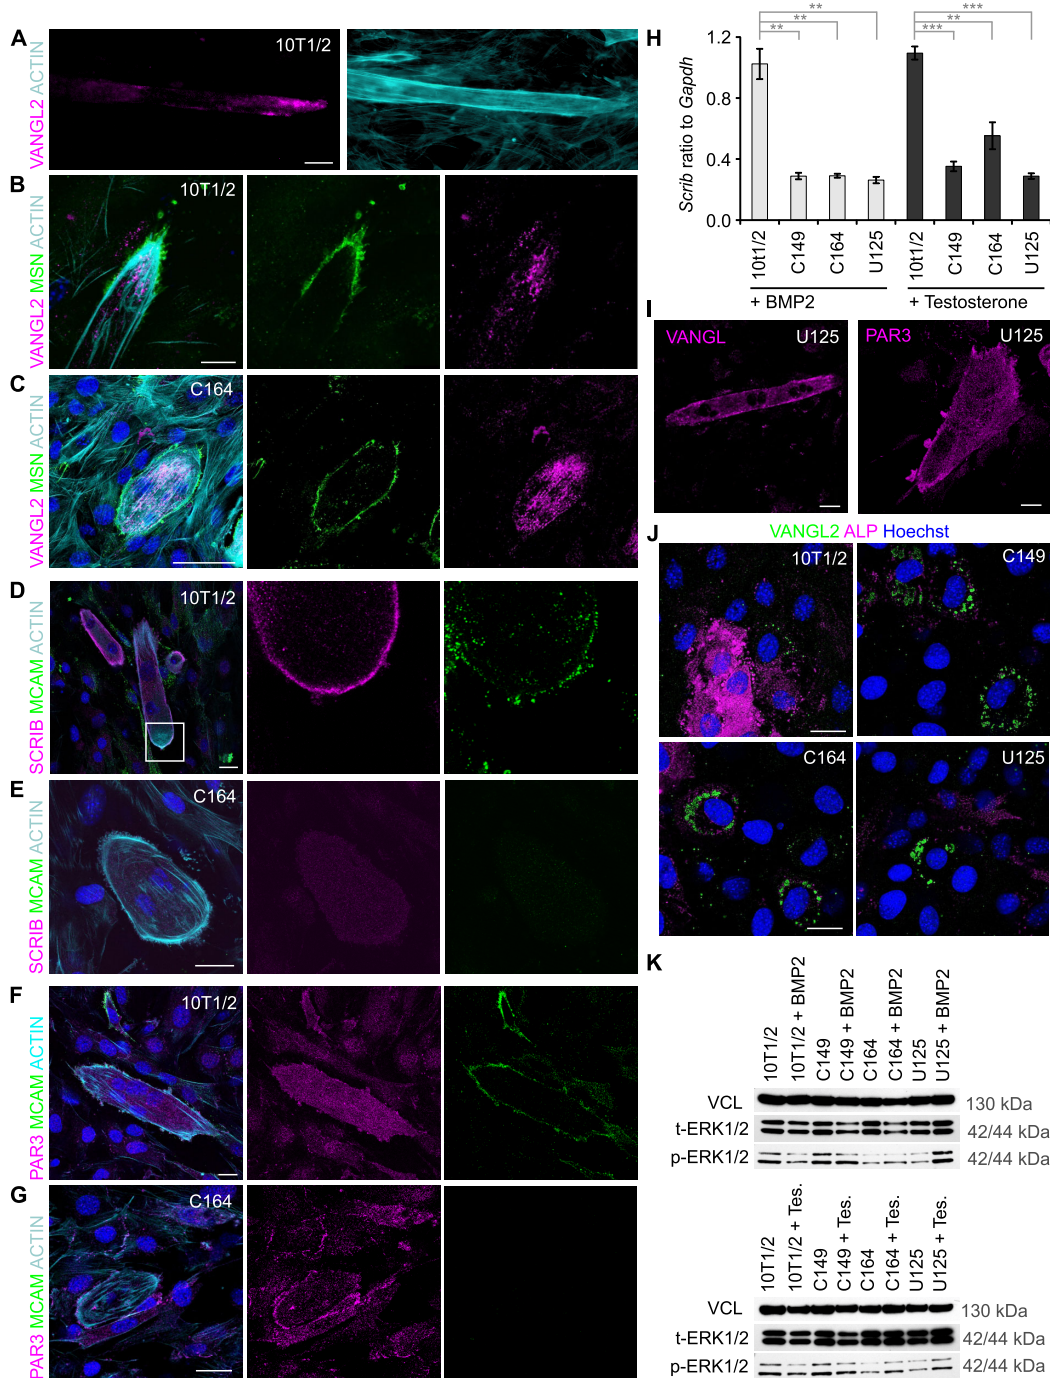 A
VANGL2 ACTIN
10T1/2
B
VANGL2 MSN ACTIN
10T1/2
C
VANGL2 MSN ACTIN
C164
D
SCRIB MCAM ACTIN
10T1/2
E
SCRIB MCAM ACTIN
C164
F
PAR3 MCAM ACTIN
10T1/2
G
PAR3 MCAM ACTIN
C164
H
** ***
** **
** ***
Scrib ratio to Gapdh
1.2
0.8
0.4
0.0
10t1/2 C149 C164 U125 10t1/2 C149 C164 U125
+ BMP2 + Testosterone
I
VANGL U125
PAR3 U125
J
VANGL2 ALP Hoechst
10T1/2 C149
C164 U125
K
10T1/2 10T1/2 + BMP2 C149 C149 + BMP2 C164 C164 + BMP2 U125 U125 + BMP2
VCL 130 kDa
t-ERK1/2 42/44 kDa
p-ERK1/2 42/44 kDa
10T1/2 10T1/2 + Tes. C149 C149 + Tes. C164 C164 + Tes. U125 U125 + Tes.
VCL 130 kDa
t-ERK1/2 42/44 kDa
p-ERK1/2 42/44 kDa